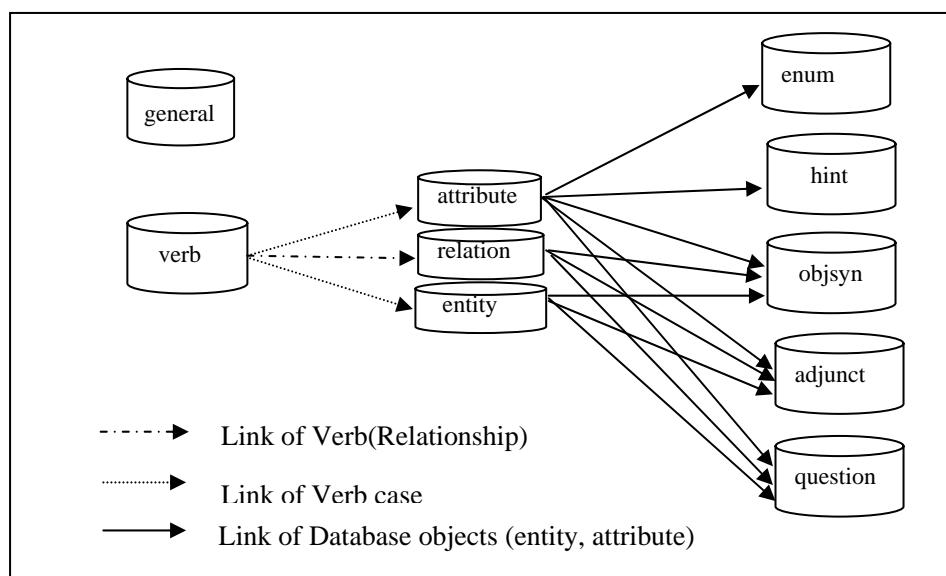 enum
general
hint
attribute
verb
relation
objsyn
entity
adjunct
Link of Verb(Relationship)
question
Link of Verb case
Link of Database objects (entity, attribute)